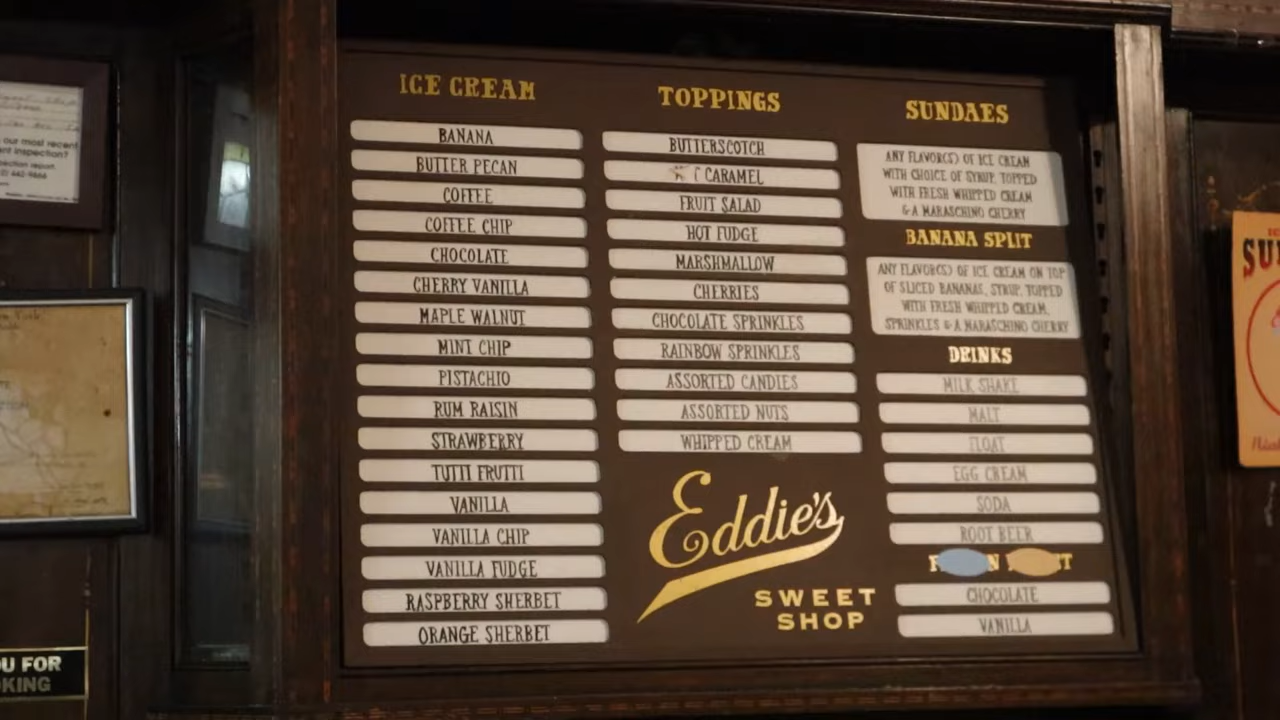 ICE CREAM
BANANA
BUTTER PECAN
COFFEE
COFFEE CHIP
CHOCOLATE
CHERRY VANILLA
MAPLE WALNUT
MINT CHIP
PISTACHIO
RUM RAISIN
STRAWBERRY
TUTTI FRUTTI
VANILLA
VANILLA CHIP
VANILLA FUDGE
RASPBERRY SHERBET
ORANGE SHERBET
TOPPINGS
BUTTERSCOTCH
CARAMEL
FRUIT SALAD
HOT FUDGE
MARSHMALLOW
CHERRIES
CHOCOLATE SPRINKLES
RAINBOW SPRINKLES
ASSORTED CANDIES
ASSORTED NUTS
WHIPPED CREAM
Eddie's
SWEET
SHOP
SUNDAES
ANY FLAVOR(S) OF ICE CREAM
WITH CHOICE OF SYRUP, TOPPED
WITH FRESH WHIPPED CREAM
& A MARASCHINO CHERRY
BANANA SPLIT
ANY FLAVOR(S) OF ICE CREAM ON TOP
OF SLICED BANANAS, SYRUP, TOPPED
WITH FRESH WHIPPED CREAM,
SPRINKLES & A MARASCHINO CHERRY
DRINKS
MILK SHAKE
MALT
FLOAT
EGG CREAM
SODA
ROOT BEER
CHOCOLATE
VANILLA
our most recent
inspection?
FOR